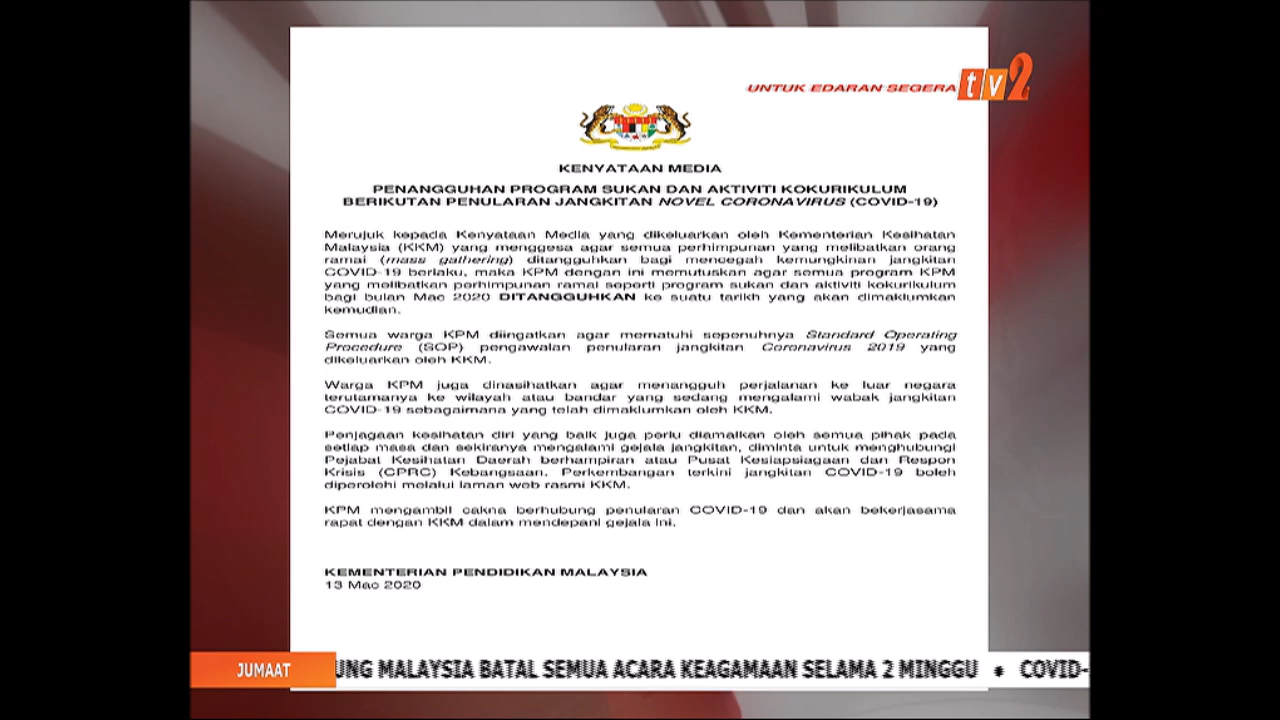 UNTUK EDARAN SEGERA
tv2
KENYATAAN MEDIA
PENANGGUHAN PROGRAM SUKAN DAN AKTIVITI KOKURIKULUM
BERIKUTAN PENULARAN JANGKITAN NOVEL CORONAVIRUS (COVID-19)
Merujuk kepada Kenyataan Media yang dikeluarkan oleh Kementerian Kesihatan
Malaysia (KKM) yang menggesa agar semua perhimpunan yang melibatkan orang
ramai (mass gathering) ditangguhkan bagi mencegah kemungkinan jangkitan
COVID-19 berlaku, maka KPM dengan ini memutuskan agar semua program KPM
yang melibatkan perhimpunan ramai seperti program sukan dan aktiviti kokurikulum
bagi bulan Mac 2020 DITANGGUHKAN ke suatu tarikh yang akan dimaklumkan
kemudian.
Semua warga KPM diingatkan agar mematuhi sepenuhnya Standard Operating
Procedure (SOP) pengawalan penularan jangkitan Coronavirus 2019 yang
dikeluarkan oleh KKM.
Warga KPM juga dinasihatkan agar menangguh perjalanan ke luar negara
terutamanya ke wilayah atau bandar yang sedang mengalami wabak jangkitan
COVID-19 sebagaimana yang telah dimaklumkan oleh KKM.
Penjagaan kesihatan diri yang baik juga perlu diamalkan oleh semua pihak pada
setiap masa dan sekiranya mengalami gejala jangkitan, diminta untuk menghubungi
Pejabat Kesihatan Daerah berhampiran atau Pusat Kesiapsiagaan dan Respon
Krisis (CPRC) Kebangsaan. Perkembangan terkini jangkitan COVID-19 boleh
diperolehi melalui laman web rasmi KKM.
KPM mengambil cakna berhubung penularan COVID-19 dan akan bekerjasama
rapat dengan KKM dalam mendepani gejala ini.
KEMENTERIAN PENDIDIKAN MALAYSIA
13 Mac 2020
JUMAAT UNG MALAYSIA BATAL SEMUA ACARA KEAGAMAAN SELAMA 2 MINGGU • COVID-